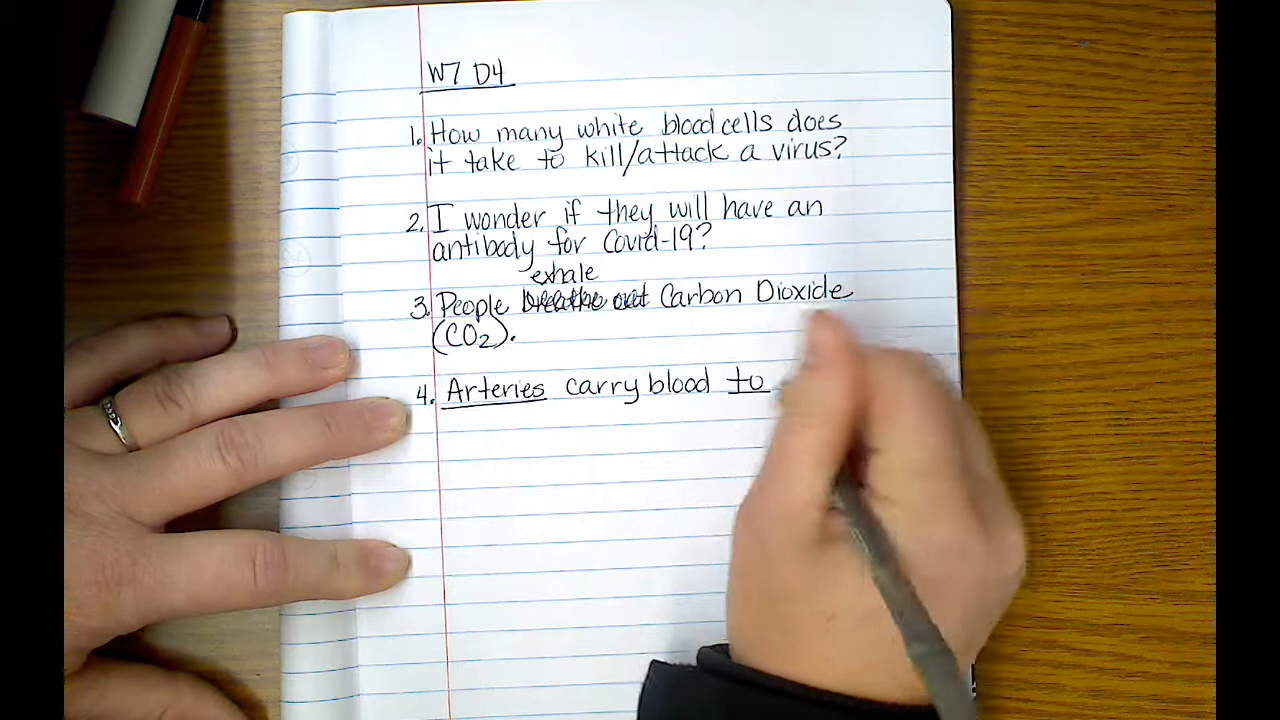 W7 D4
1. How many white blood cells does
it take to kill/attack a virus?
2. I wonder if they will have an
antibody for Covid-19?
exhale
3. People breathe out Carbon Dioxide
(CO2).
4. Arteries carry blood to